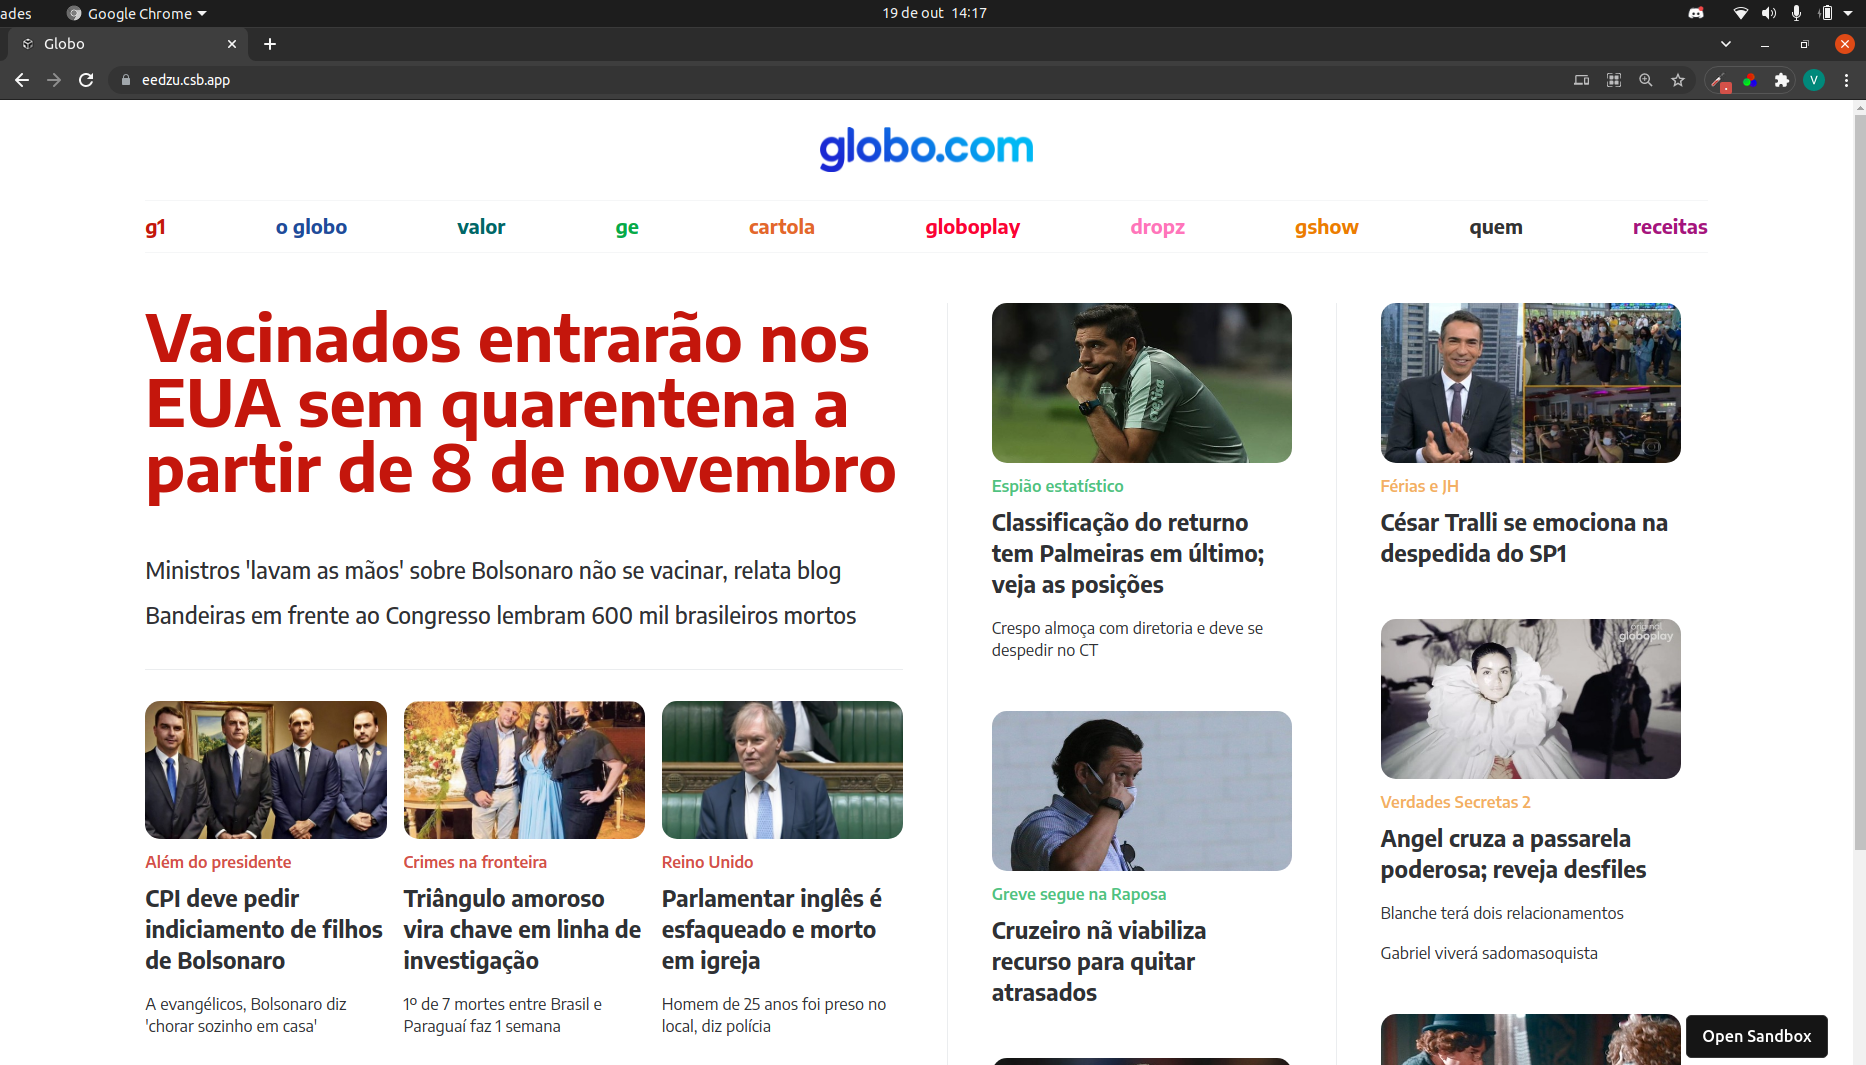 ades
Google Chrome
19 de out 14:17
Globo
eedzu.csb.app
V
globo.com
g1 o globo valor ge cartola globoplay dropz gshow quem receitas
Vacinados entrarão nos
EUA sem quarentena a
partir de 8 de novembro
Ministros 'lavam as mãos' sobre Bolsonaro não se vacinar, relata blog
Bandeiras em frente ao Congresso lembram 600 mil brasileiros mortos
Além do presidente
CPI deve pedir
indiciamento de filhos
de Bolsonaro
A evangélicos, Bolsonaro diz
'chorar sozinho em casa'
Crimes na fronteira
Triângulo amoroso
vira chave em linha de
investigação
1º de 7 mortes entre Brasil e
Paraguaí faz 1 semana
Reino Unido
Parlamentar inglês é
esfaqueado e morto
em igreja
Homem de 25 anos foi preso no
local, diz polícia
crefisa
Espião estatístico
Classificação do returno
tem Palmeiras em último;
veja as posições
Crespo almoça com diretoria e deve se
despedir no CT
Greve segue na Raposa
Cruzeiro nã viabiliza
recurso para quitar
atrasados
Férias e JH
César Tralli se emociona na
despedida do SP1
original
globoplay
Verdades Secretas 2
Angel cruza a passarela
poderosa; reveja desfiles
Blanche terá dois relacionamentos
Gabriel viverá sadomasoquista
Open Sandbox